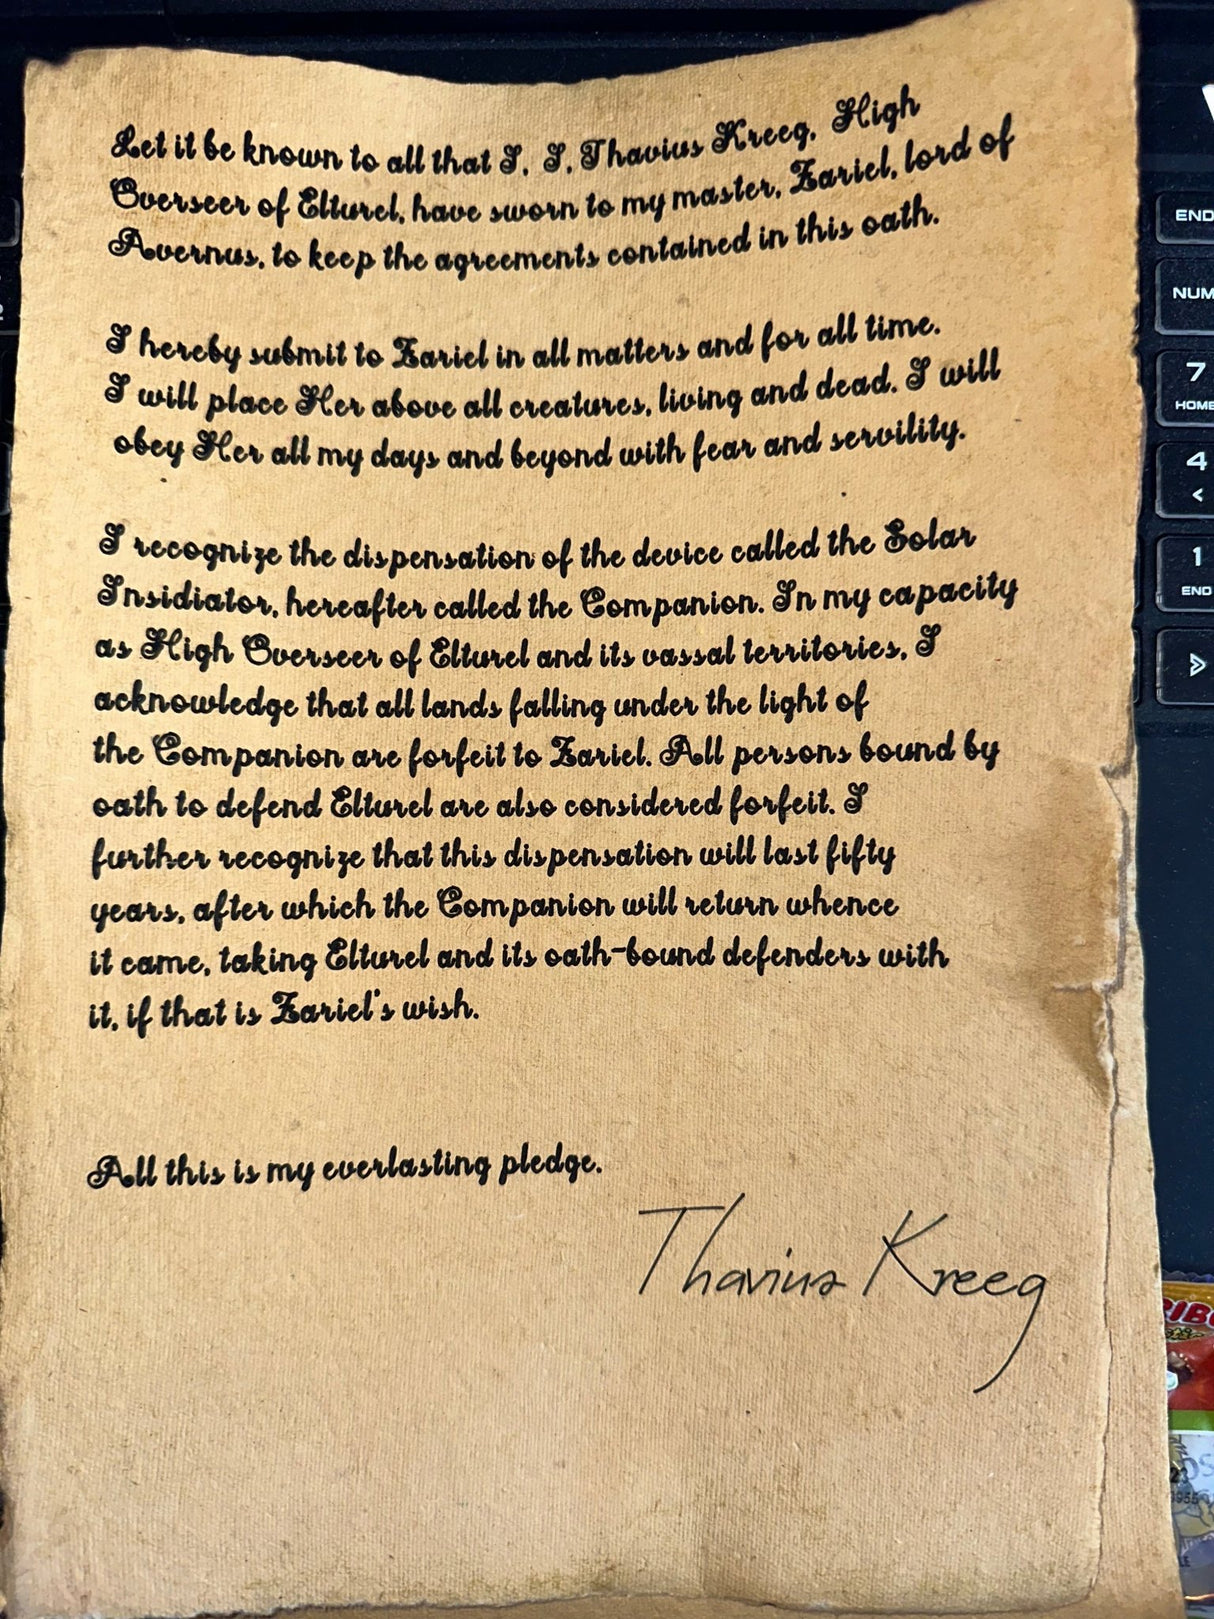 Let it be known to all that I, I, Thavius Kreeg, High
Overseer of Elturel, have sworn to my master, Zariel, lord of
Avernus, to keep the agreements contained in this oath.
I hereby submit to Zariel in all matters and for all time.
I will place Her above all creatures, living and dead. I will
obey Her all my days and beyond with fear and servility.
I recognize the dispensation of the device called the Solar
Insidiator, hereafter called the Companion. In my capacity
as High Overseer of Elturel and its vassal territories, I
acknowledge that all lands falling under the light of
the Companion are forfeit to Zariel. All persons bound by
oath to defend Elturel are also considered forfeit. I
further recognize that this dispensation will last fifty
years, after which the Companion will return whence
it came, taking Elturel and its oath-bound defenders with
it, if that is Zariel's wish.
All this is my everlasting pledge.
Thavius Kreeg
END
NUM
7
HOME
4
<
1
END